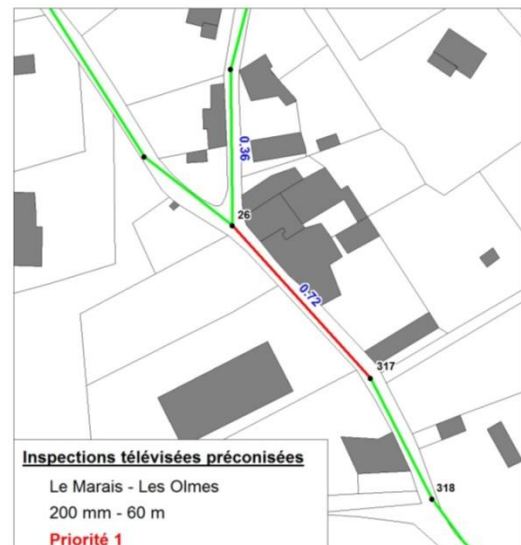 0.36
26
0.72
317
318
Inspections télévisées préconisées
Le Marais - Les Olmes
200 mm - 60 m
Priorité 1